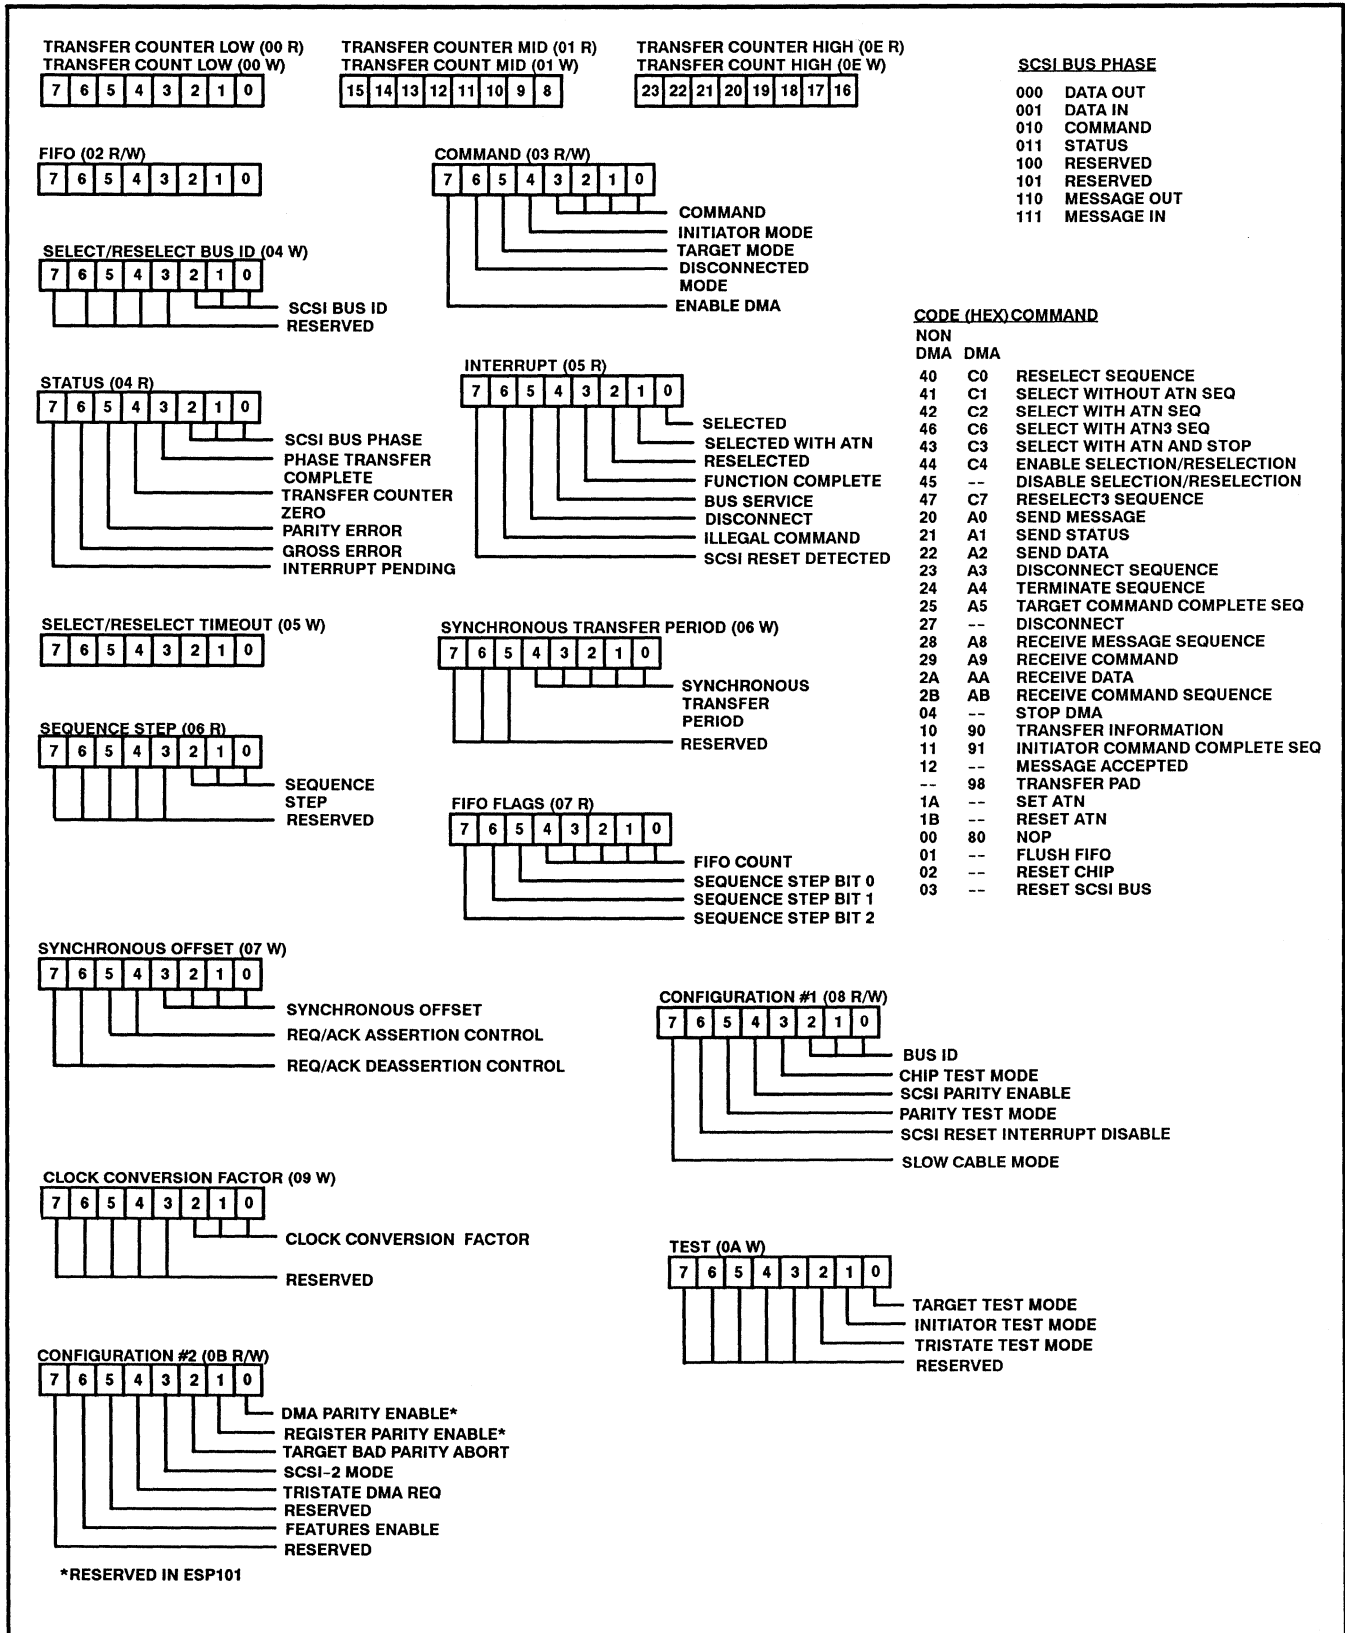 TRANSFER COUNTER LOW (00 R)
TRANSFER COUNT LOW (00 W)
7 6 5 4 3 2 1 0
TRANSFER COUNTER MID (01 R)
TRANSFER COUNT MID (01 W)
15 14 13 12 11 10 9 8
TRANSFER COUNTER HIGH (0E R)
TRANSFER COUNT HIGH (0E W)
23 22 21 20 19 18 17 16
SCSI BUS PHASE
000 DATA OUT
001 DATA IN
010 COMMAND
011 STATUS
100 RESERVED
101 RESERVED
110 MESSAGE OUT
111 MESSAGE IN
FIFO (02 R/W)
7 6 5 4 3 2 1 0
COMMAND (03 R/W)
7 6 5 4 3 2 1 0
COMMAND
INITIATOR MODE
TARGET MODE
DISCONNECTED
MODE
ENABLE DMA
SELECT/RESELECT BUS ID (04 W)
7 6 5 4 3 2 1 0
SCSI BUS ID
RESERVED
CODE (HEX) COMMAND
NON
DMA DMA
40 C0 RESELECT SEQUENCE
41 C1 SELECT WITHOUT ATN SEQ
42 C2 SELECT WITH ATN SEQ
46 C6 SELECT WITH ATN3 SEQ
43 C3 SELECT WITH ATN AND STOP
44 C4 ENABLE SELECTION/RESELECTION
45 -- DISABLE SELECTION/RESELECTION
47 C7 RESELECT3 SEQUENCE
20 A0 SEND MESSAGE
21 A1 SEND STATUS
22 A2 SEND DATA
23 A3 DISCONNECT SEQUENCE
24 A4 TERMINATE SEQUENCE
25 A5 TARGET COMMAND COMPLETE SEQ
27 -- DISCONNECT
28 A8 RECEIVE MESSAGE SEQUENCE
29 A9 RECEIVE COMMAND
2A AA RECEIVE DATA
2B AB RECEIVE COMMAND SEQUENCE
04 -- STOP DMA
10 90 TRANSFER INFORMATION
11 91 INITIATOR COMMAND COMPLETE SEQ
12 -- MESSAGE ACCEPTED
-- 98 TRANSFER PAD
1A -- SET ATN
1B -- RESET ATN
00 80 NOP
01 -- FLUSH FIFO
02 -- RESET CHIP
03 -- RESET SCSI BUS
STATUS (04 R)
7 6 5 4 3 2 1 0
SCSI BUS PHASE
PHASE TRANSFER
COMPLETE
TRANSFER COUNTER
ZERO
PARITY ERROR
GROSS ERROR
INTERRUPT PENDING
INTERRUPT (05 R)
7 6 5 4 3 2 1 0
SELECTED
SELECTED WITH ATN
RESELECTED
FUNCTION COMPLETE
BUS SERVICE
DISCONNECT
ILLEGAL COMMAND
SCSI RESET DETECTED
SELECT/RESELECT TIMEOUT (05 W)
7 6 5 4 3 2 1 0
SYNCHRONOUS TRANSFER PERIOD (06 W)
7 6 5 4 3 2 1 0
SYNCHRONOUS
TRANSFER
PERIOD
RESERVED
SEQUENCE STEP (06 R)
7 6 5 4 3 2 1 0
SEQUENCE
STEP
RESERVED
FIFO FLAGS (07 R)
7 6 5 4 3 2 1 0
FIFO COUNT
SEQUENCE STEP BIT 0
SEQUENCE STEP BIT 1
SEQUENCE STEP BIT 2
SYNCHRONOUS OFFSET (07 W)
7 6 5 4 3 2 1 0
SYNCHRONOUS OFFSET
REQ/ACK ASSERTION CONTROL
REQ/ACK DEASSERTION CONTROL
CONFIGURATION #1 (08 R/W)
7 6 5 4 3 2 1 0
BUS ID
CHIP TEST MODE
SCSI PARITY ENABLE
PARITY TEST MODE
SCSI RESET INTERRUPT DISABLE
SLOW CABLE MODE
CLOCK CONVERSION FACTOR (09 W)
7 6 5 4 3 2 1 0
CLOCK CONVERSION FACTOR
RESERVED
TEST (0A W)
7 6 5 4 3 2 1 0
TARGET TEST MODE
INITIATOR TEST MODE
TRISTATE TEST MODE
RESERVED
CONFIGURATION #2 (0B R/W)
7 6 5 4 3 2 1 0
DMA PARITY ENABLE*
REGISTER PARITY ENABLE*
TARGET BAD PARITY ABORT
SCSI-2 MODE
TRISTATE DMA REQ
RESERVED
FEATURES ENABLE
RESERVED
*RESERVED IN ESP101